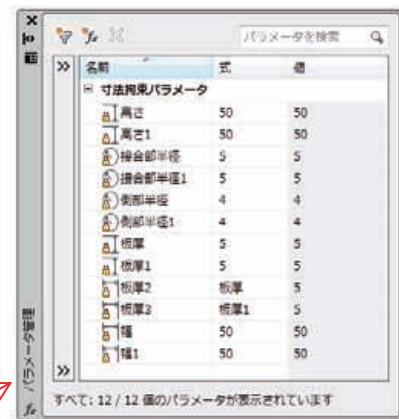 パラメータを検索
名前 式 値
寸法拘束パラメータ
高さ 50 50
高さ1 50 50
接合部半径 5 5
接合部半径1 5 5
側部半径 4 4
側部半径1 4 4
板厚 5 5
板厚1 5 5
板厚2 板厚 5
板厚3 板厚1 5
幅 50 50
幅1 50 50
すべて: 12 / 12 個のパラメータが表示されています
パラメータ管理